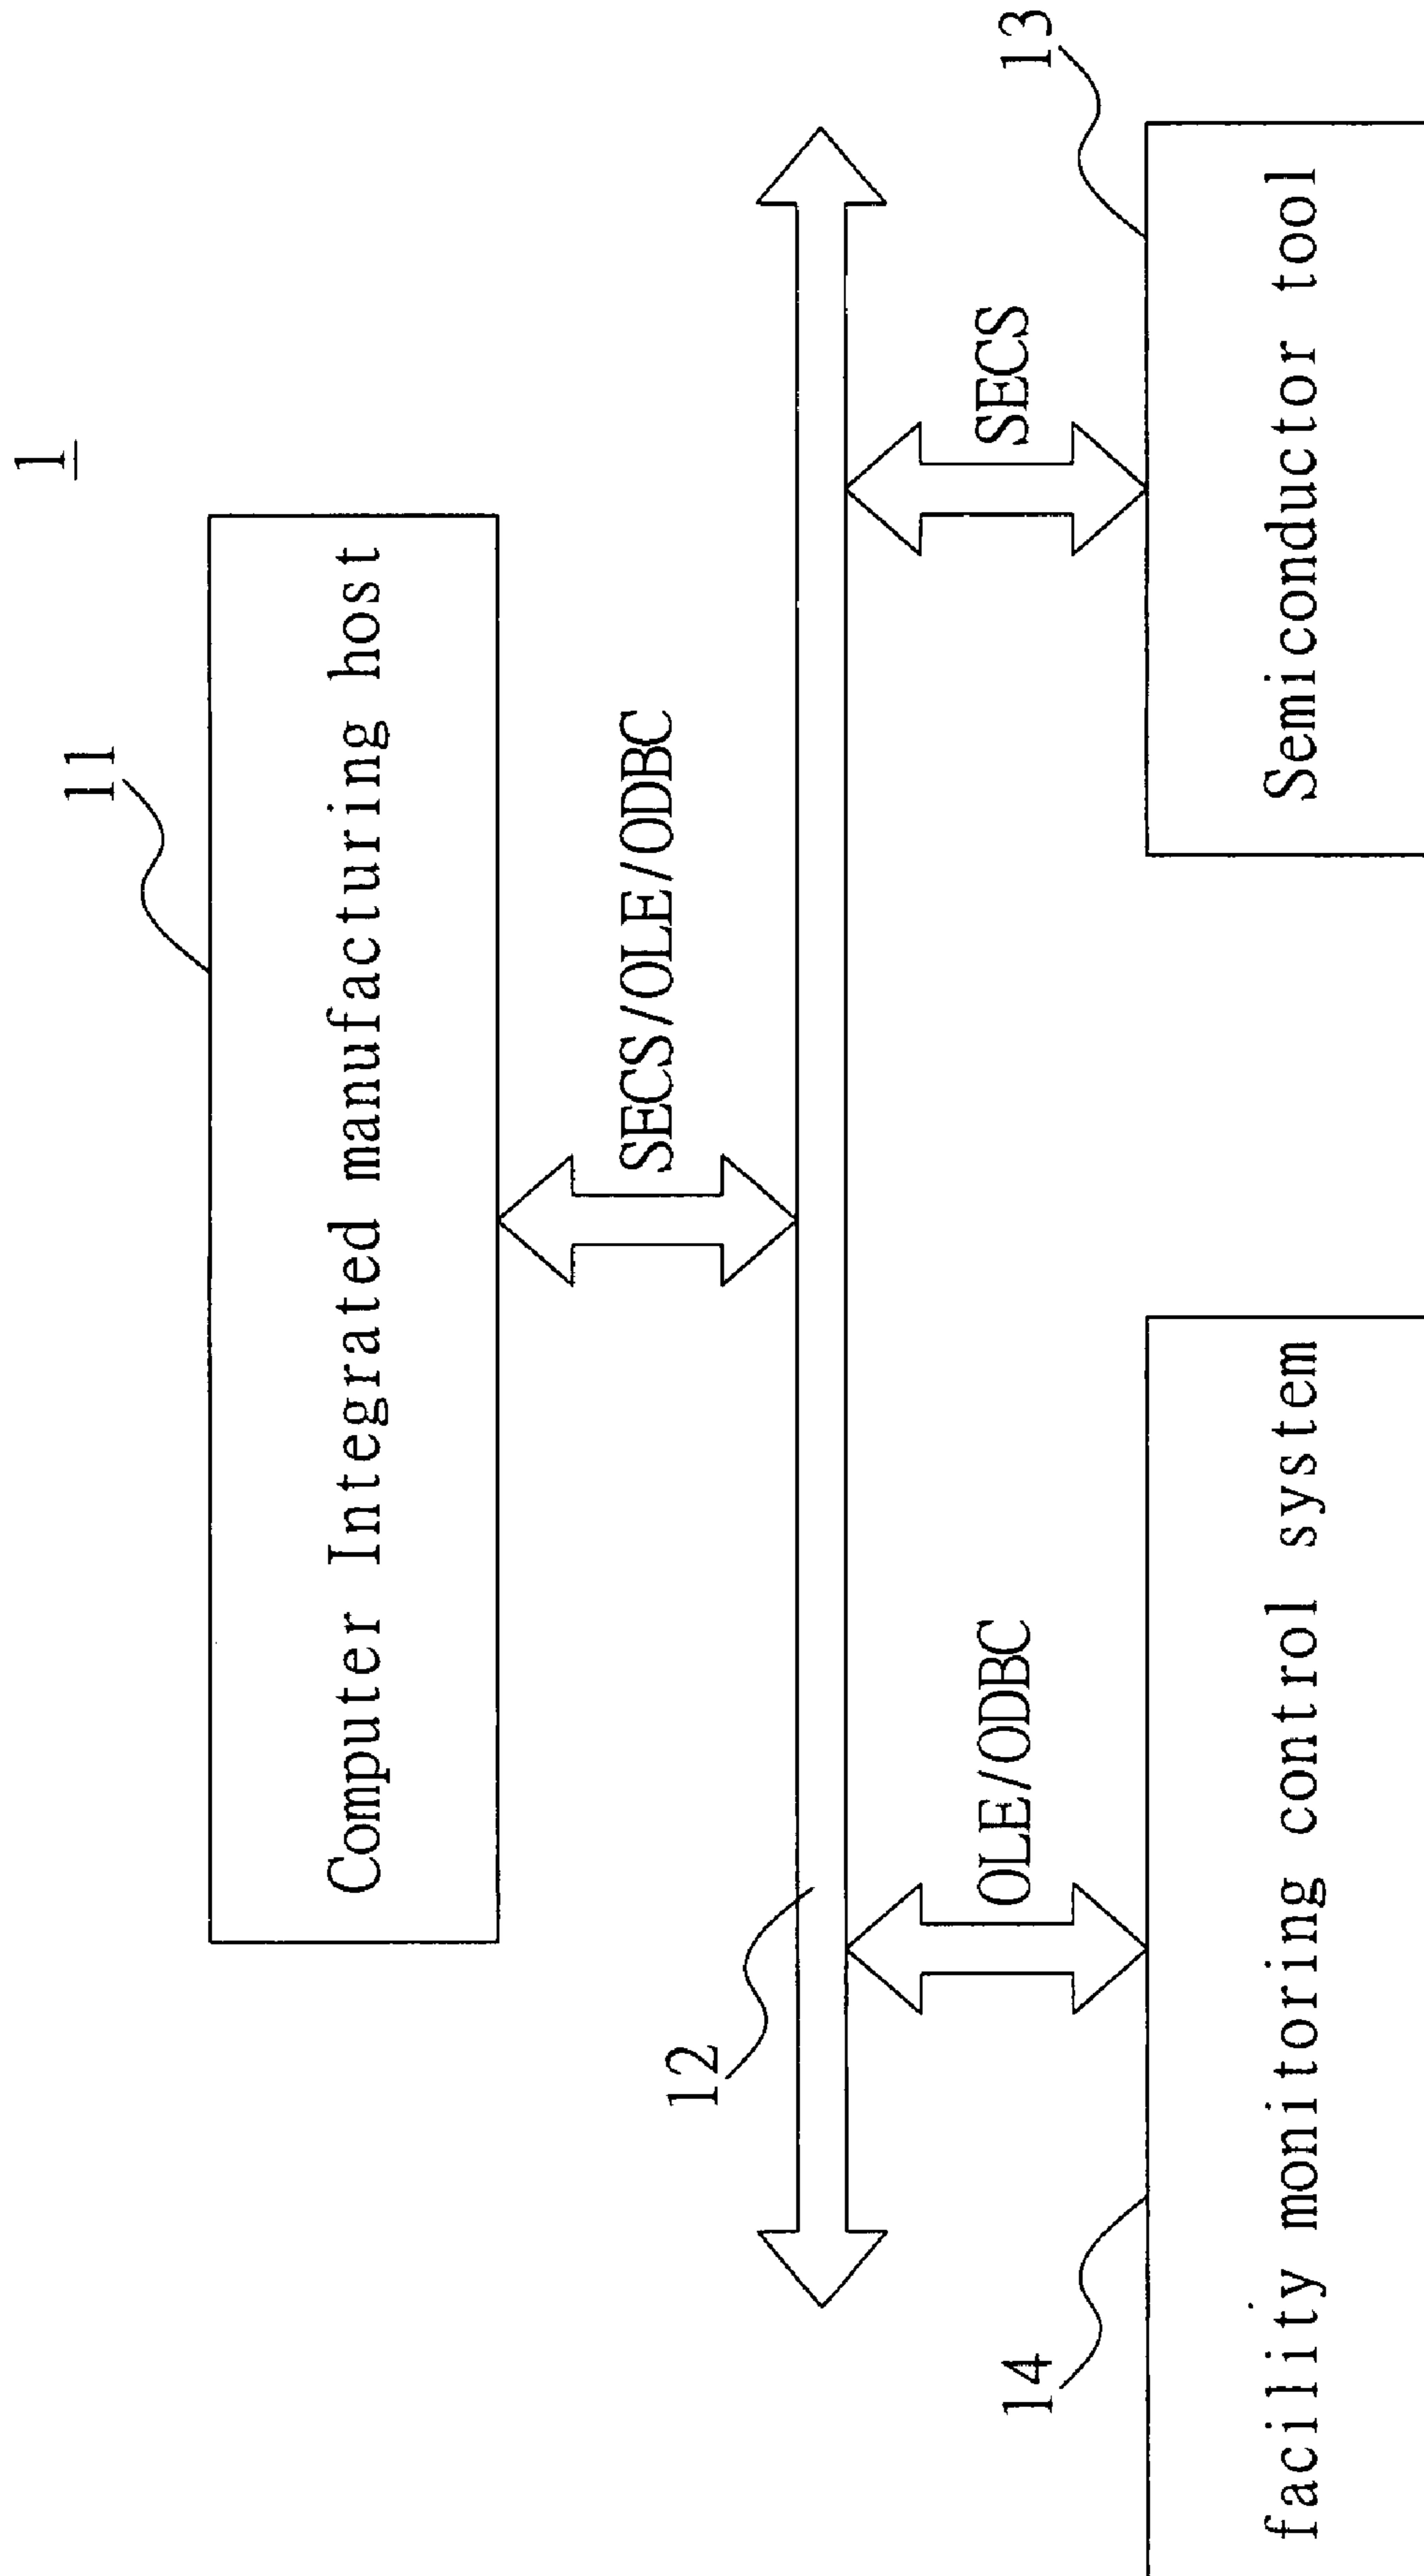 1
11
Computer Integrated manufacturing host
SECS/OLE/ODBC
12
OLE/ODBC
SECS
14
13
facility monitoring control system
Semiconductor tool